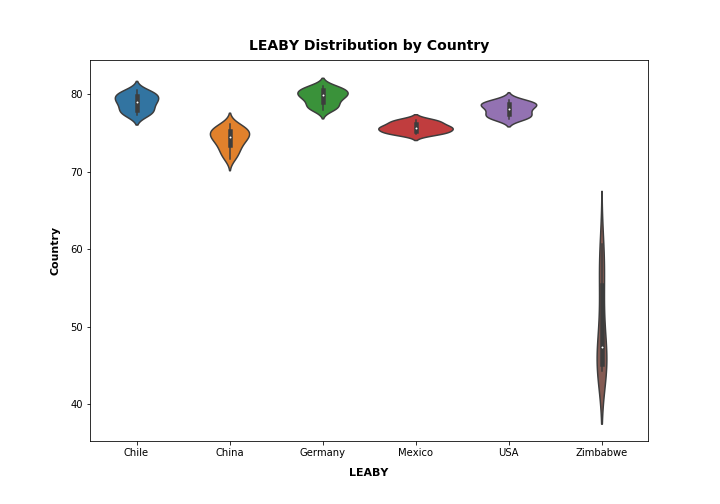 LEABY Distribution by Country
80
70
60
50
40
Country
Chile China Germany Mexico USA Zimbabwe
LEABY